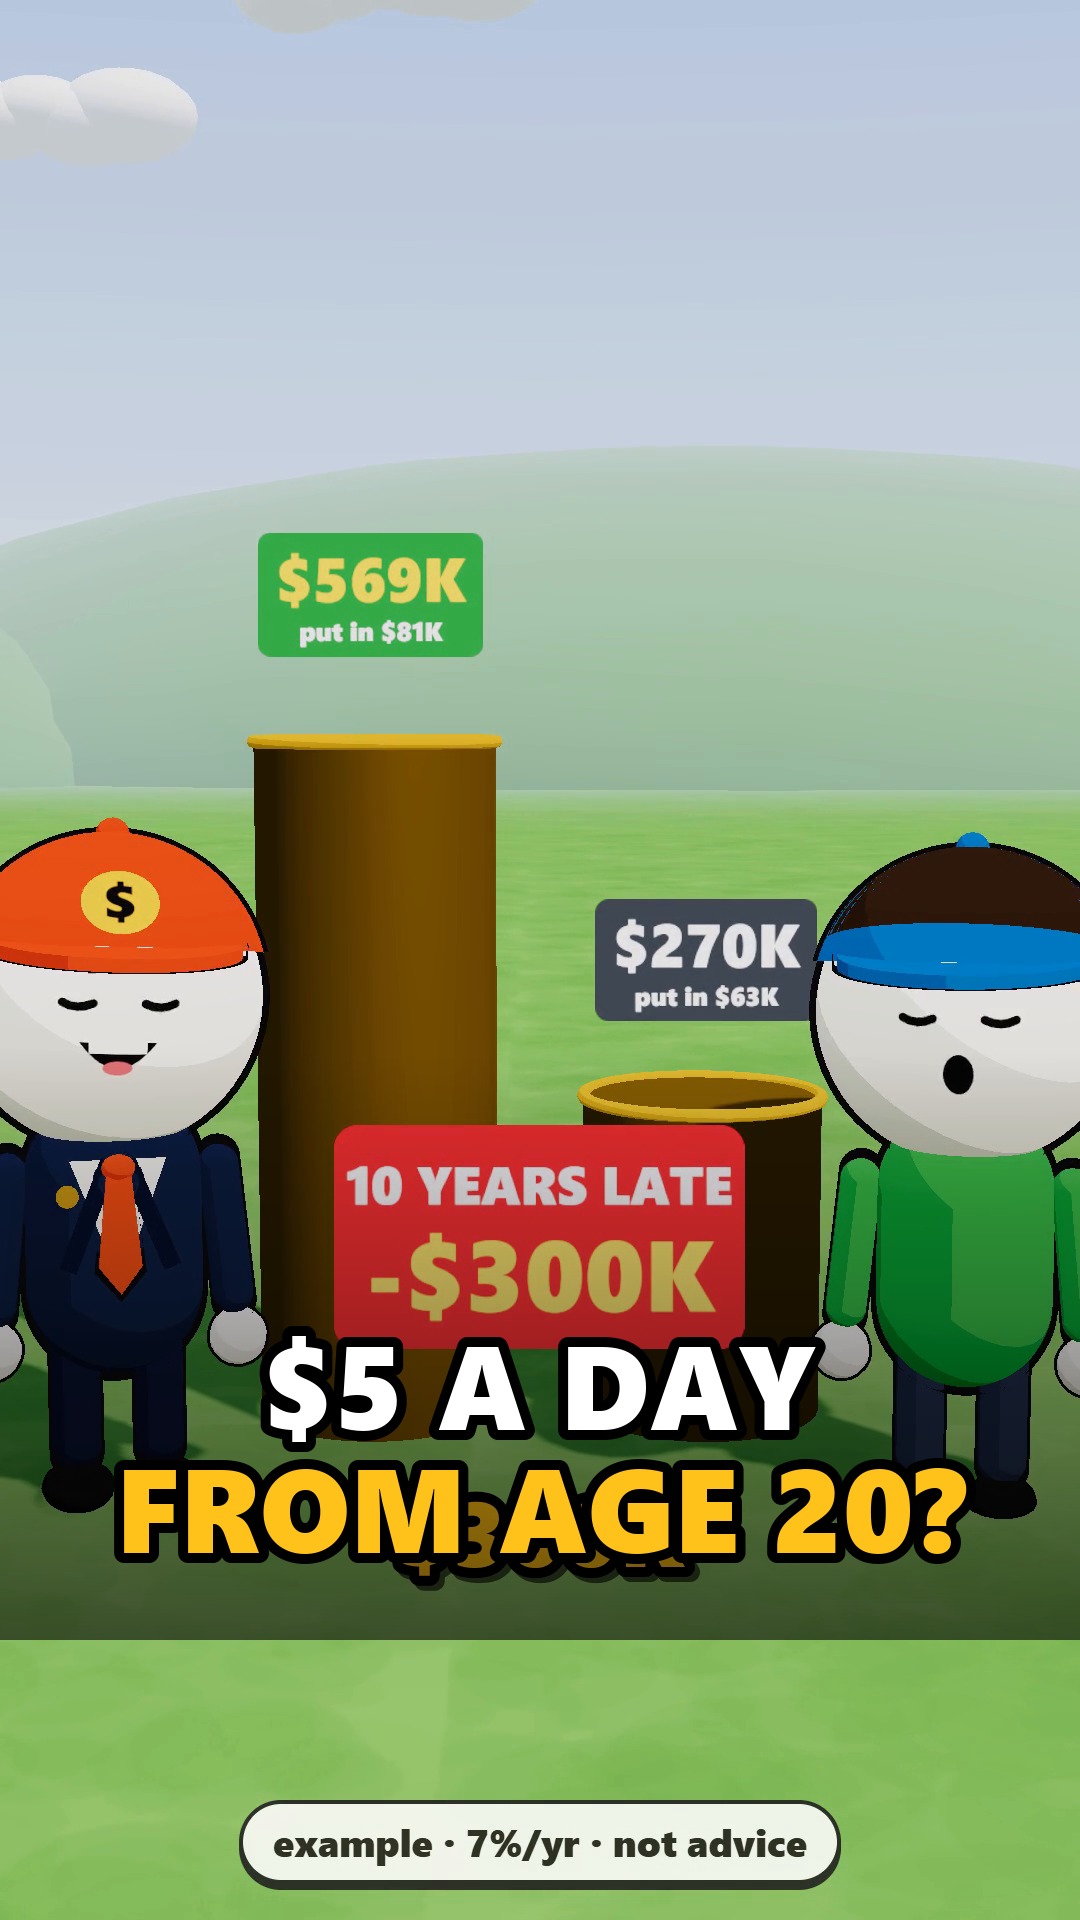 $569K
put in $81K
$
$270K
put in $63K
10 YEARS LATE
-$300K
$5 A DAY
FROM AGE 20?
example · 7%/yr · not advice